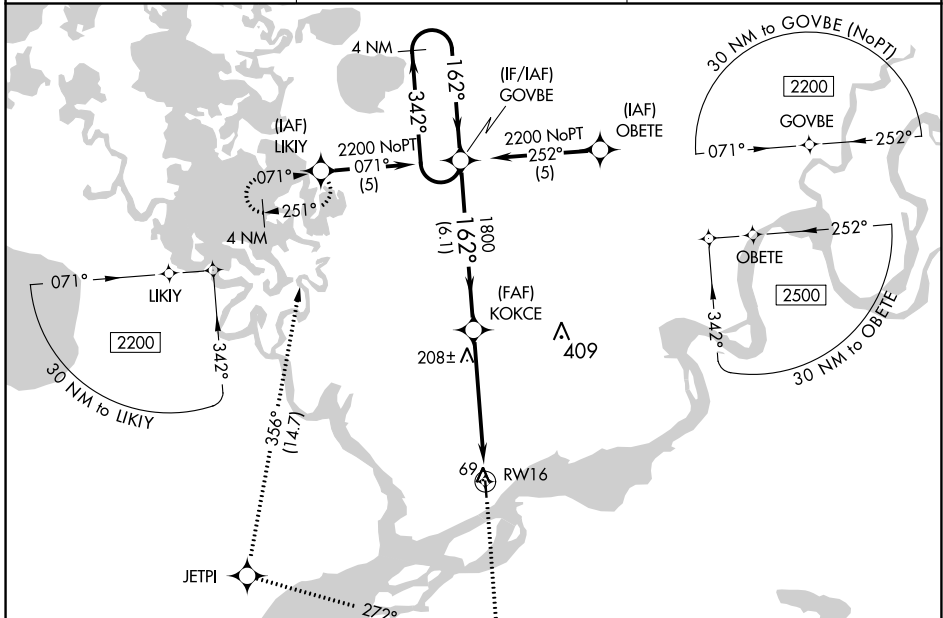 4 NM
162°
342°
(IF/IAF)
GOVBE
(IAF)
OBETE
(IAF)
LIKIY
2200 NoPT
071°
(5)
2200 NoPT
252°
(5)
071°
251°
4 NM
30 NM to GOVBE (NoPT)
2200
GOVBE
071°
252°
1800
162°
(6.1)
(FAF)
KOKCE
208±
409
071°
LIKIY
2200
342°
30 NM to LIKIY
252°
OBETE
2500
342°
30 NM to OBETE
356°
(14.7)
69
RW16
JETPI
272°